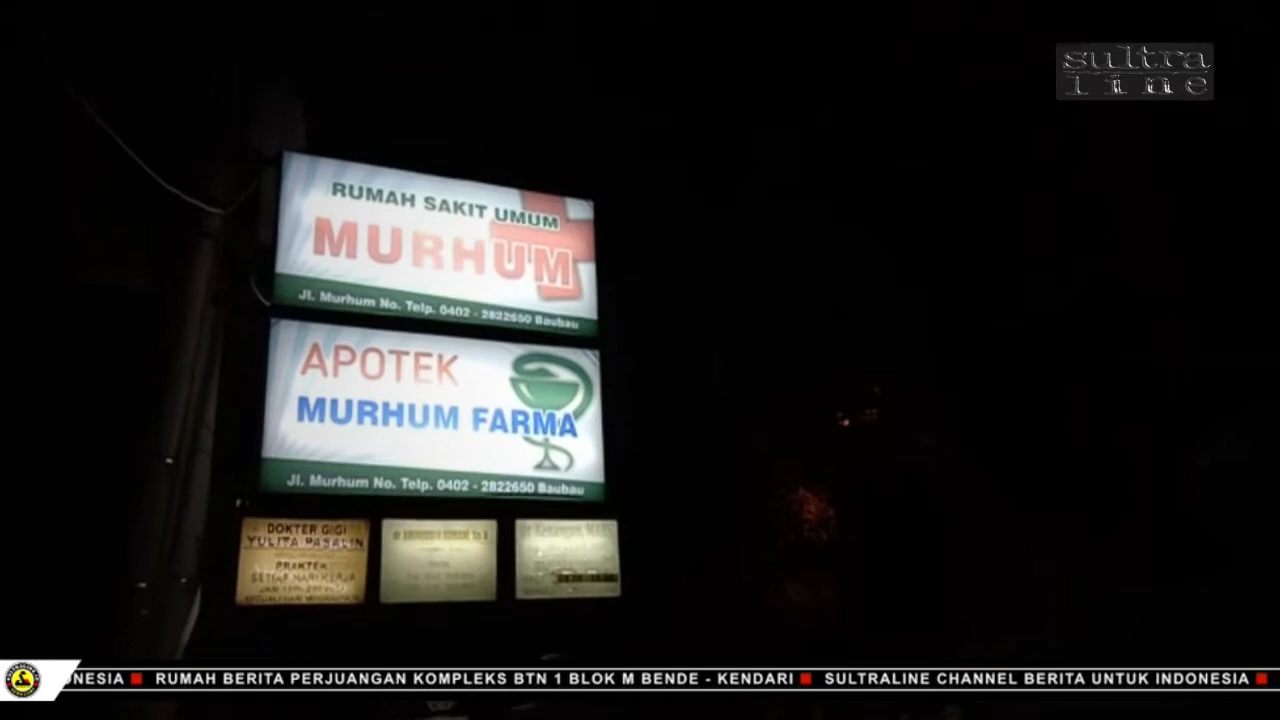 sultra
line
RUMAH SAKIT UMUM
MURHUM
Jl. Murhum No. Telp. 0402 - 2822650 Baubau
APOTEK
MURHUM FARMA
Jl. Murhum No. Telp. 0402 - 2822650 Baubau
DOKTER GIGI
YULITA PASALIN
PRAKTEK
SETIAP HARI KERJA
ONESIA ■ RUMAH BERITA PERJUANGAN KOMPLEKS BTN 1 BLOK M BENDE - KENDARI ■ SULTRALINE CHANNEL BERITA UNTUK INDONESIA ■